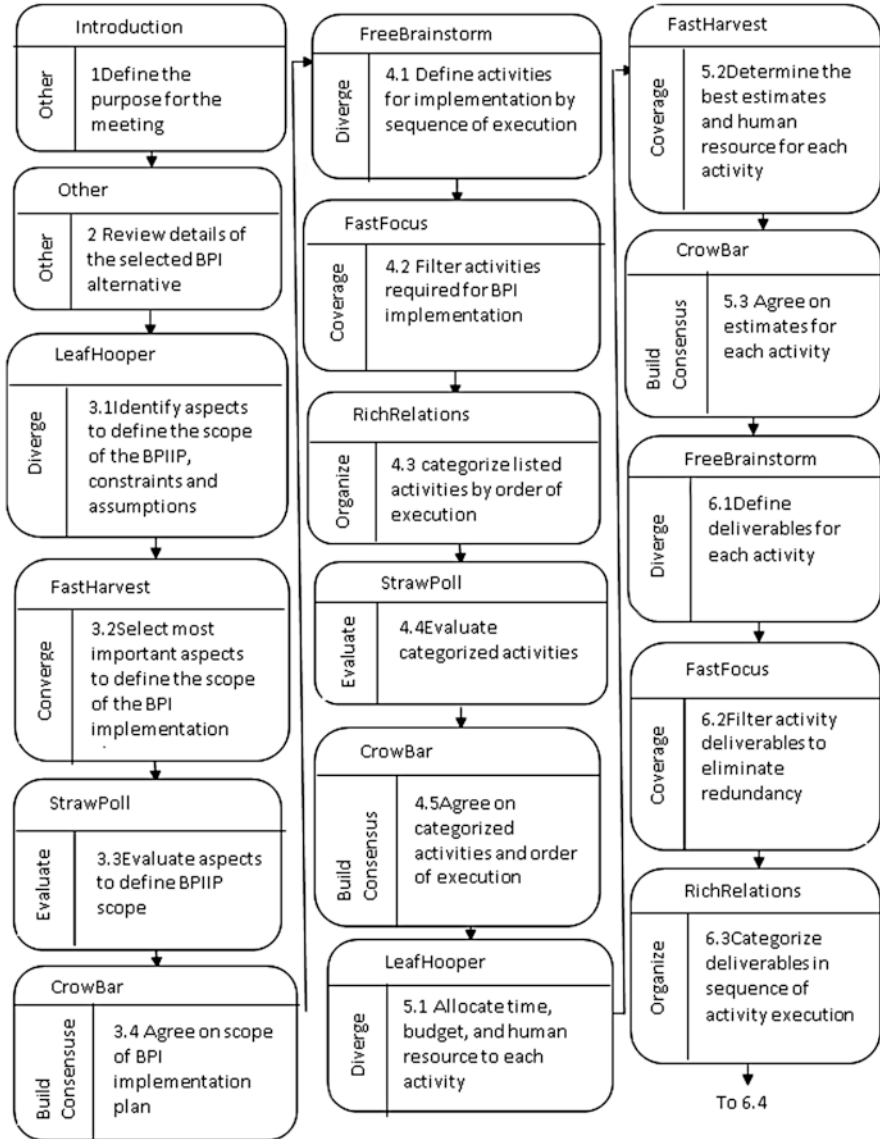 Introduction
Other
1Define the
purpose for the
meeting
Other
Other
2 Review details of
the selected BPI
alternative
LeafHooper
Diverge
3.1Identify aspects
to define the scope
of the BPIIP,
constraints and
assumptions
FastHarvest
Converge
3.2Select most
important aspects
to define the scope
of the BPI
implementation
StrawPoll
Evaluate
3.3Evaluate aspects
to define BPIIP
scope
CrowBar
Build
Consensuse
3.4 Agree on scope
of BPI
implementation
plan
FreeBrainstorm
Diverge
4.1 Define activities
for implementation by
sequence of execution
FastFocus
Coverage
4.2 Filter activities
required for BPI
implementation
RichRelations
Organize
4.3 categorize listed
activities by order of
execution
StrawPoll
Evaluate
4.4Evaluate
categorized activities
CrowBar
Build
Consensus
4.5Agree on
categorized
activities and order
of execution
LeafHooper
Diverge
5.1 Allocate time,
budget, and human
resource to each
activity
FastHarvest
Coverage
5.2Determine the
best estimates
and human
resource for each
activity
CrowBar
Build
Consensus
5.3 Agree on
estimates for
each activity
FreeBrainstorm
Diverge
6.1Define
deliverables for
each activity
FastFocus
Coverage
6.2Filter activity
deliverables to
eliminate
redundancy
RichRelations
Organize
6.3Categorize
deliverables in
sequence of
activity execution
To 6.4